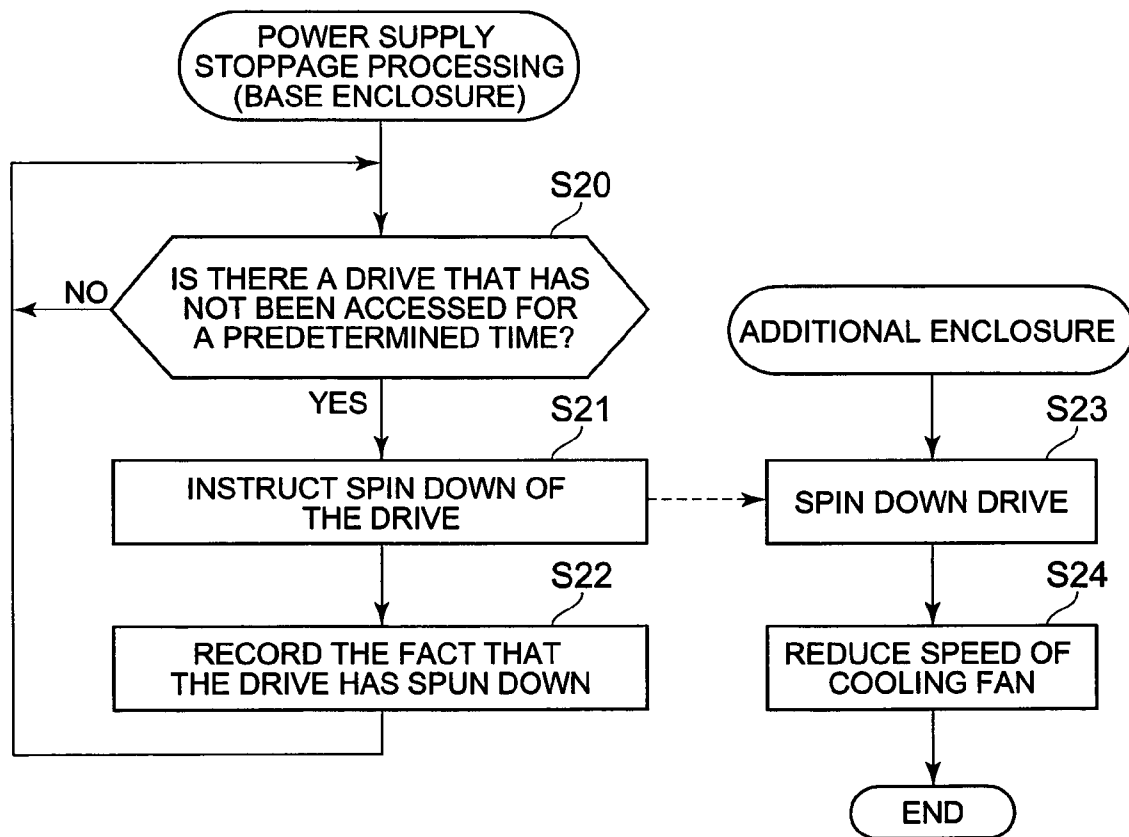 POWER SUPPLY
STOPPAGE PROCESSING
(BASE ENCLOSURE)
S20
IS THERE A DRIVE THAT HAS
NOT BEEN ACCESSED FOR
A PREDETERMINED TIME?
NO
YES
S21
INSTRUCT SPIN DOWN OF
THE DRIVE
S22
RECORD THE FACT THAT
THE DRIVE HAS SPUN DOWN
ADDITIONAL ENCLOSURE
S23
SPIN DOWN DRIVE
S24
REDUCE SPEED OF
COOLING FAN
END